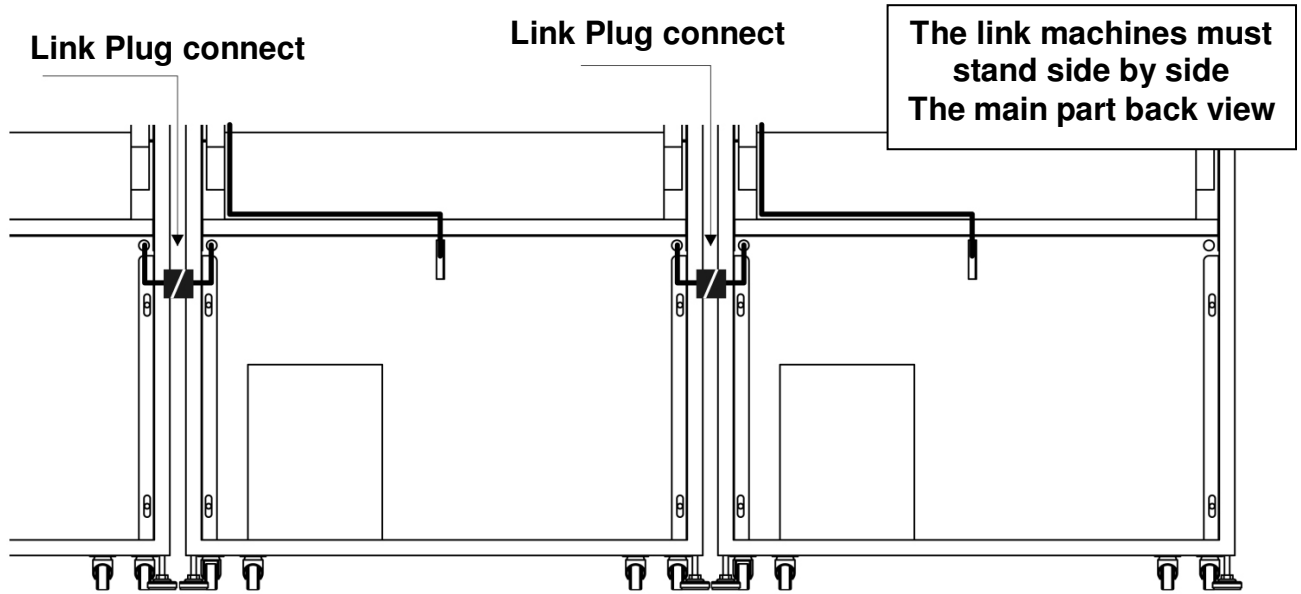 Link Plug connect
Link Plug connect
The link machines must
stand side by side
The main part back view